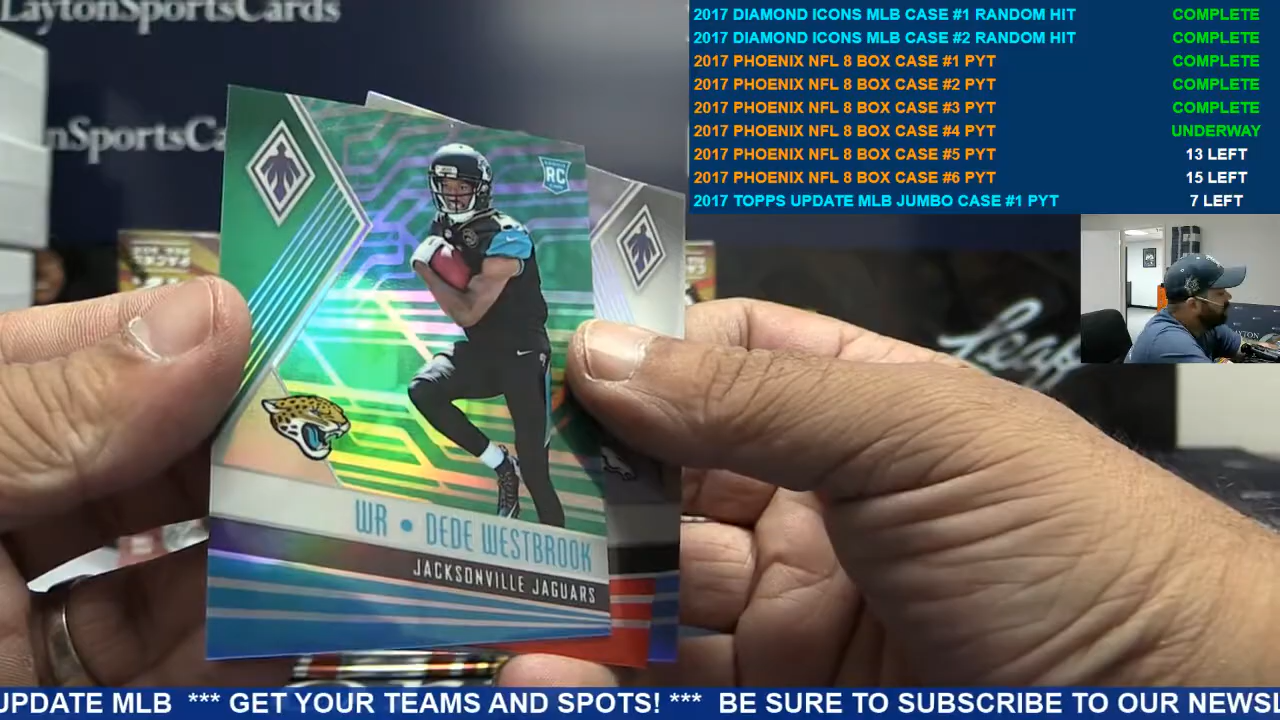 LaytonSportsCards
2017 DIAMOND ICONS MLB CASE #1 RANDOM HIT COMPLETE
2017 DIAMOND ICONS MLB CASE #2 RANDOM HIT COMPLETE
2017 PHOENIX NFL 8 BOX CASE #1 PYT COMPLETE
2017 PHOENIX NFL 8 BOX CASE #2 PYT COMPLETE
2017 PHOENIX NFL 8 BOX CASE #3 PYT COMPLETE
2017 PHOENIX NFL 8 BOX CASE #4 PYT UNDERWAY
2017 PHOENIX NFL 8 BOX CASE #5 PYT 13 LEFT
2017 PHOENIX NFL 8 BOX CASE #6 PYT 15 LEFT
2017 TOPPS UPDATE MLB JUMBO CASE #1 PYT 7 LEFT
nSportsCa
RC
Leaf
LAYTON
WR • DEDE WESTBROOK
JACKSONVILLE JAGUARS
UPDATE MLB *** GET YOUR TEAMS AND SPOTS! *** BE SURE TO SUBSCRIBE TO OUR NEWSL